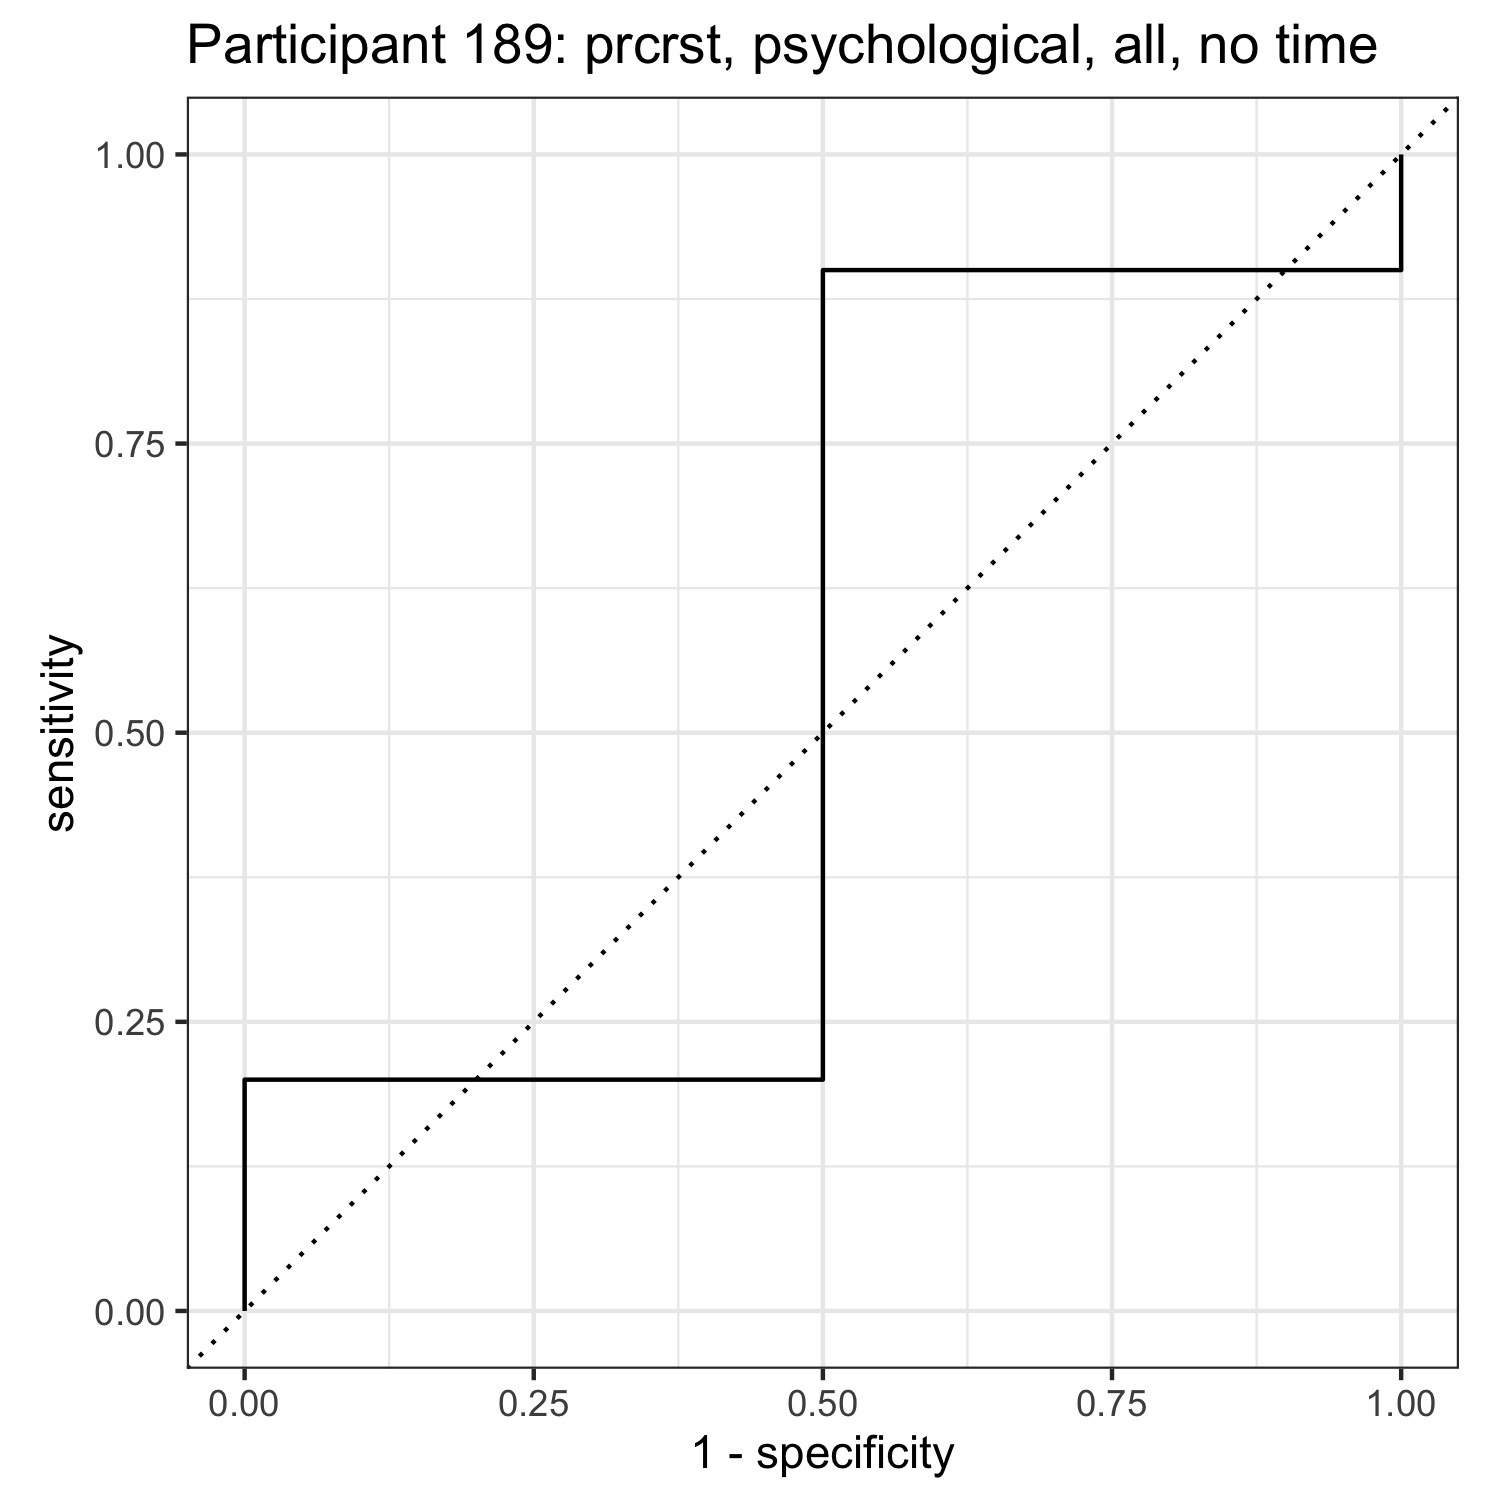 Participant 189: prcrst, psychological, all, no time
1.00
0.75
0.50
0.25
0.00
sensitivity
0.00 0.25 0.50 0.75 1.00
1 - specificity